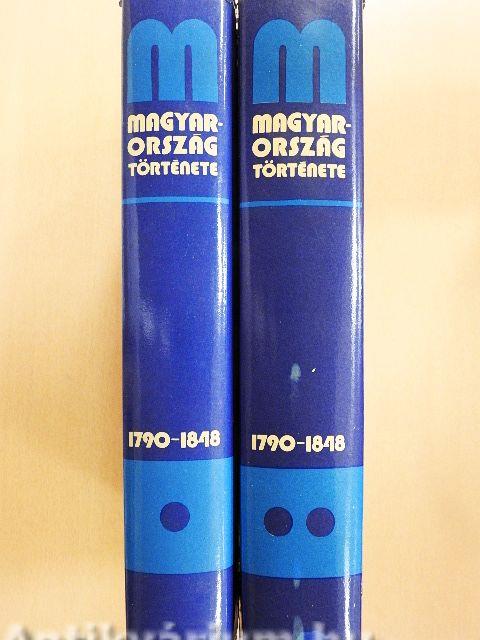 m
MAGYAR-
ORSZÁG
TÖRTÉNETE
1790-1848
m
MAGYAR-
ORSZÁG
TÖRTÉNETE
1790-1848